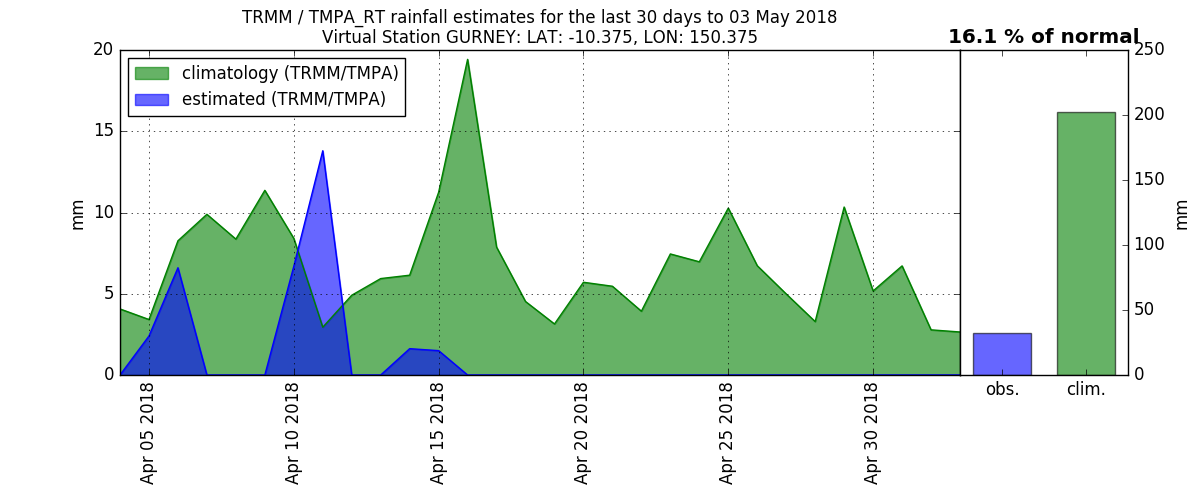 TRMM / TMPA_RT rainfall estimates for the last 30 days to 03 May 2018
Virtual Station GURNEY: LAT: -10.375, LON: 150.375
16.1 % of normal
climatology (TRMM/TMPA)
estimated (TRMM/TMPA)
20
15
10
5
0
mm
Apr 05 2018
Apr 10 2018
Apr 15 2018
Apr 20 2018
Apr 25 2018
Apr 30 2018
250
200
150
100
50
0
mm
obs.
clim.